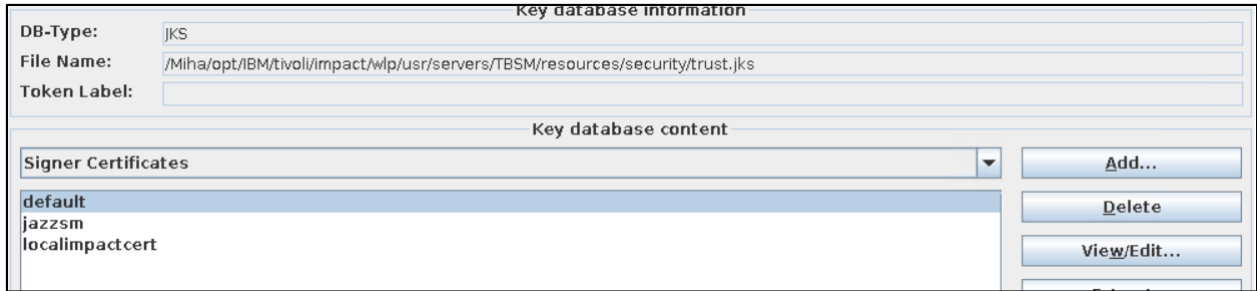 Key database information
DB-Type: JKS
File Name: /Miha/opt/IBM/tivoli/impact/wlp/usr/servers/TBSM/resources/security/trust.jks
Token Label:
Key database content
Signer Certificates
Add...
default
Delete
jazzsm
localimpactcert
View/Edit...